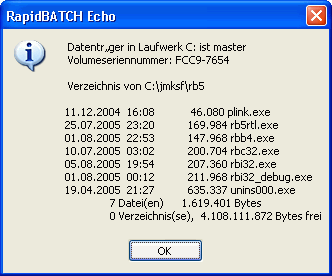 RapidBATCH Echo
Datentr„ger in Laufwerk C: ist master
Volumeseriennummer: FCC9-7654
Verzeichnis von C:\jmksf\rb5
11.12.2004 16:08 46.080 plink.exe
25.07.2005 23:20 169.984 rb5rtl.exe
01.08.2005 22:53 147.968 rbb4.exe
10.07.2005 03:02 200.704 rbc32.exe
05.08.2005 19:54 207.360 rbi32.exe
01.08.2005 00:12 211.968 rbi32_debug.exe
19.04.2005 21:27 635.337 unins000.exe
7 Datei(en) 1.619.401 Bytes
0 Verzeichnis(se), 4.108.111.872 Bytes frei
OK